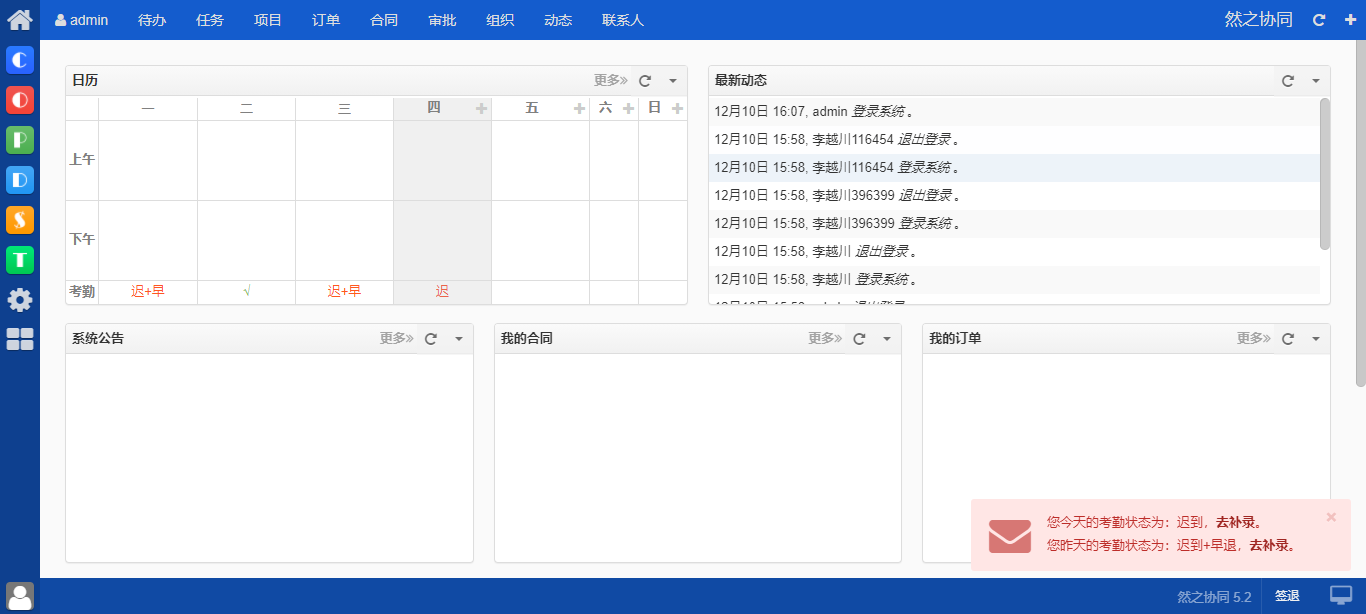 admin 待办 任务 项目 订单 合同 审批 组织 动态 联系人 然之协同
日历 更多»
一 二 三 四 五 六 日
上午
下午
考勤 迟+早 √ 迟+早 迟
最新动态
12月10日 16:07, admin 登录系统 。
12月10日 15:58, 李越川116454 退出登录 。
12月10日 15:58, 李越川116454 登录系统 。
12月10日 15:58, 李越川396399 退出登录 。
12月10日 15:58, 李越川396399 登录系统 。
12月10日 15:58, 李越川 退出登录 。
12月10日 15:58, 李越川 登录系统 。
系统公告 更多»
我的合同 更多»
我的订单 更多»
您今天的考勤状态为：迟到，去补录。
您昨天的考勤状态为：迟到+早退，去补录。
然之协同 5.2 签退